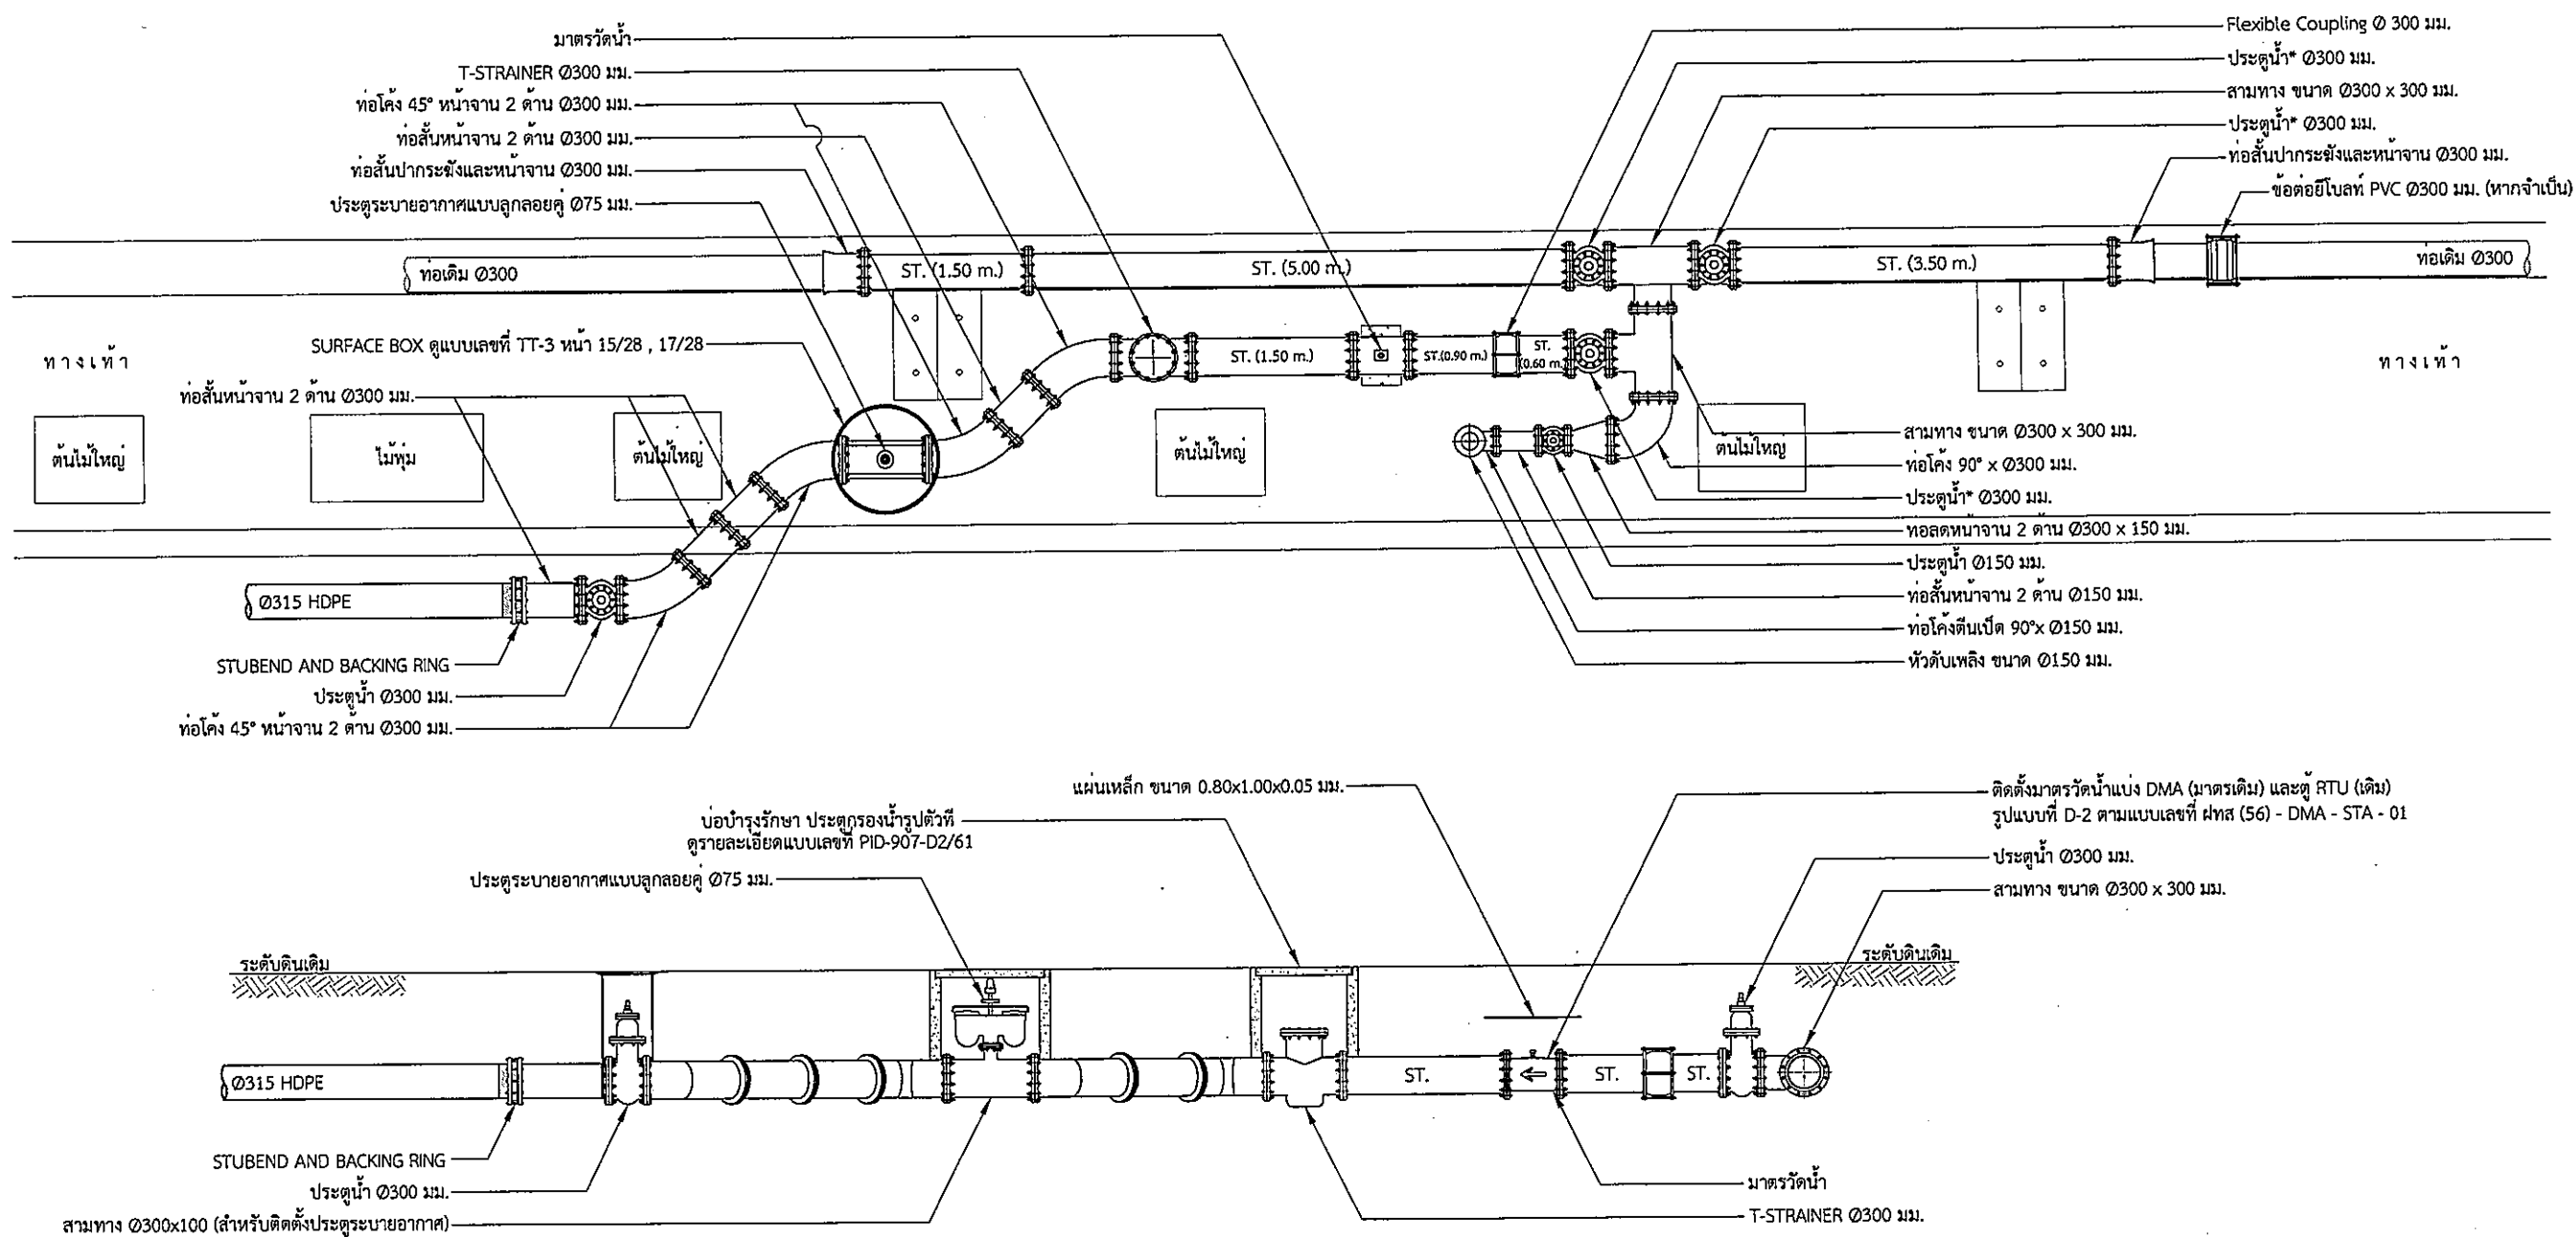 มาตรวัดน้ำ
T-STRAINER Ø300 มม.
ท่อโค้ง 45° หน้าจาน 2 ด้าน Ø300 มม.
ท่อสั้นหน้าจาน 2 ด้าน Ø300 มม.
ท่อสั้นปากระฆังและหน้าจาน Ø300 มม.
ประตูระบายอากาศแบบลูกลอยคู่ Ø75 มม.
Flexible Coupling Ø 300 มม.
ประตูน้ำ* Ø300 มม.
สามทาง ขนาด Ø300 x 300 มม.
ประตูน้ำ* Ø300 มม.
ท่อสั้นปากระฆังและหน้าจาน Ø300 มม.
ข้อต่อยีโบลท์ PVC Ø300 มม. (หากจำเป็น)
ท่อเดิม Ø300
ST. (1.50 m.)
ST. (5.00 m.)
ST. (3.50 m.)
ท่อเดิม Ø300
SURFACE BOX ดูแบบเลขที่ TT-3 หน้า 15/28 , 17/28
ทางเท้า
ST. (1.50 m.)
ST.(0.90 m.)
ST.
(0.60 m.
ทางเท้า
ท่อสั้นหน้าจาน 2 ด้าน Ø300 มม.
ต้นไม้ใหญ่
ไม้พุ่ม
ต้นไม้ใหญ่
ต้นไม้ใหญ่
ต้นไม้ใหญ่
สามทาง ขนาด Ø300 x 300 มม.
ท่อโค้ง 90° x Ø300 มม.
ประตูน้ำ* Ø300 มม.
ทอลดหน้าจาน 2 ด้าน Ø300 x 150 มม.
ประตูน้ำ Ø150 มม.
ท่อสั้นหน้าจาน 2 ด้าน Ø150 มม.
ท่อโค้งตีนเป็ด 90°x Ø150 มม.
หัวดับเพลิง ขนาด Ø150 มม.
Ø315 HDPE
STUBEND AND BACKING RING
ประตูน้ำ Ø300 มม.
ท่อโค้ง 45° หน้าจาน 2 ด้าน Ø300 มม.
แผ่นเหล็ก ขนาด 0.80x1.00x0.05 มม.
บ่อบำรุงรักษา ประตูกรองน้ำรูปตัวที
ดูรายละเอียดแบบเลขที่ PID-907-D2/61
ประตูระบายอากาศแบบลูกลอยคู่ Ø75 มม.
ติดตั้งมาตรวัดน้ำแบ่ง DMA (มาตรเดิม) และตู้ RTU (เดิม)
รูปแบบที่ D-2 ตามแบบเลขที่ ฝทส (56) - DMA - STA - 01
ประตูน้ำ Ø300 มม.
สามทาง ขนาด Ø300 x 300 มม.
ระดับดินเดิม
ระดับดินเดิม
Ø315 HDPE
ST.
ST.
ST.
STUBEND AND BACKING RING
ประตูน้ำ Ø300 มม.
สามทาง Ø300x100 (สำหรับติดตั้งประตูระบายอากาศ)
มาตรวัดน้ำ
T-STRAINER Ø300 มม.